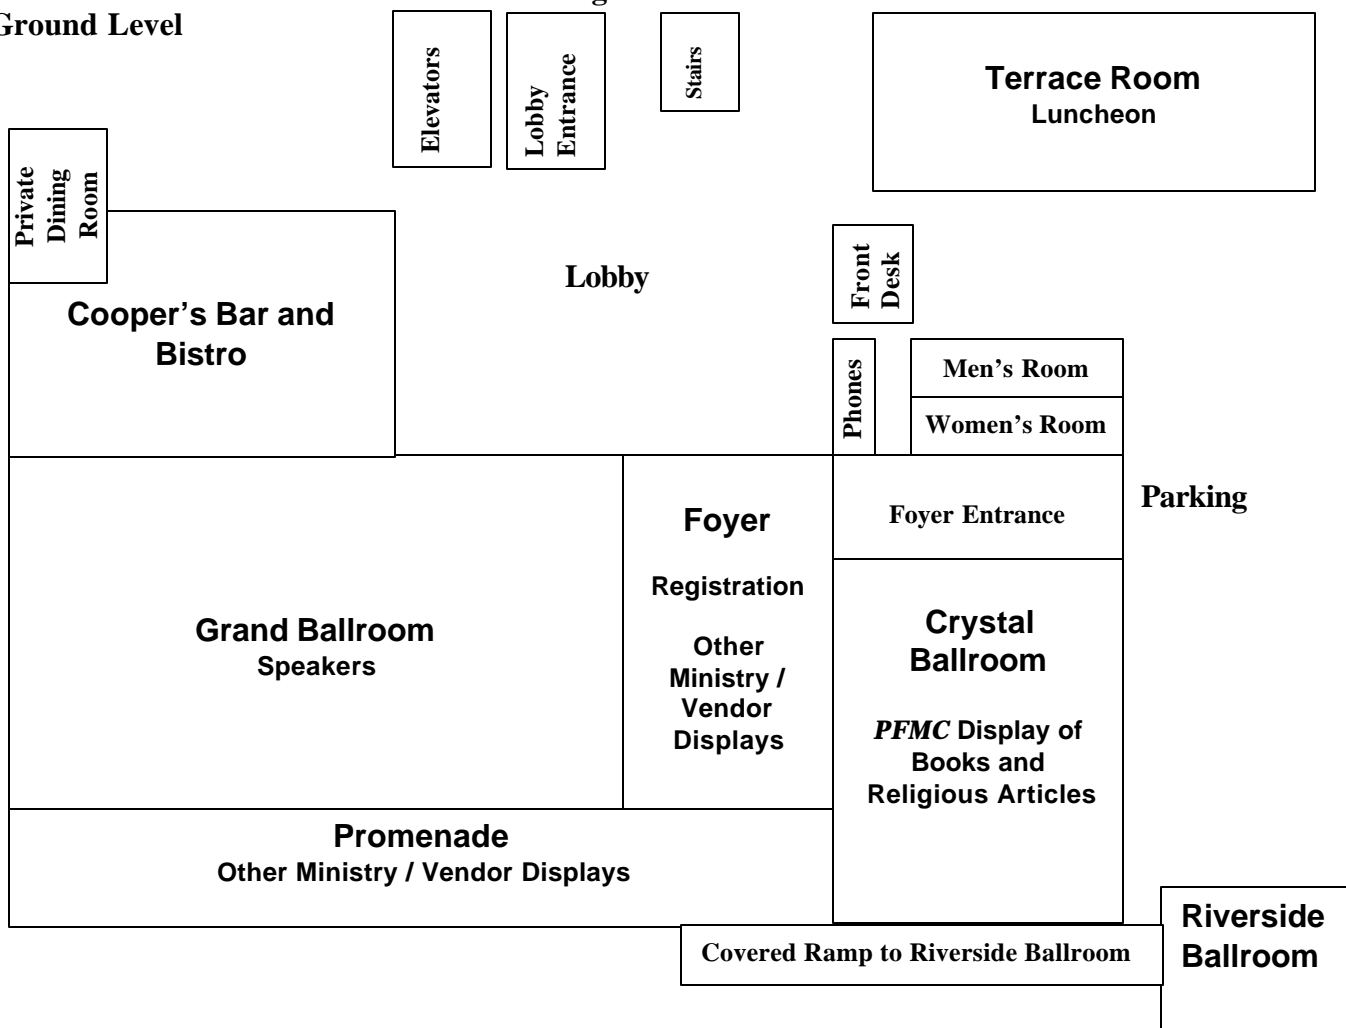 Ground Level
Elevators
Lobby
Entrance
Stairs
Terrace Room
Luncheon
Private
Dining
Room
Lobby
Front
Desk
Cooper’s Bar and
Bistro
Phones
Men’s Room
Women’s Room
Parking
Foyer
Foyer Entrance
Registration
Grand Ballroom
Speakers
Other
Ministry /
Vendor
Displays
Crystal
Ballroom
PFMC Display of
Books and
Religious Articles
Promenade
Other Ministry / Vendor Displays
Covered Ramp to Riverside Ballroom
Riverside
Ballroom